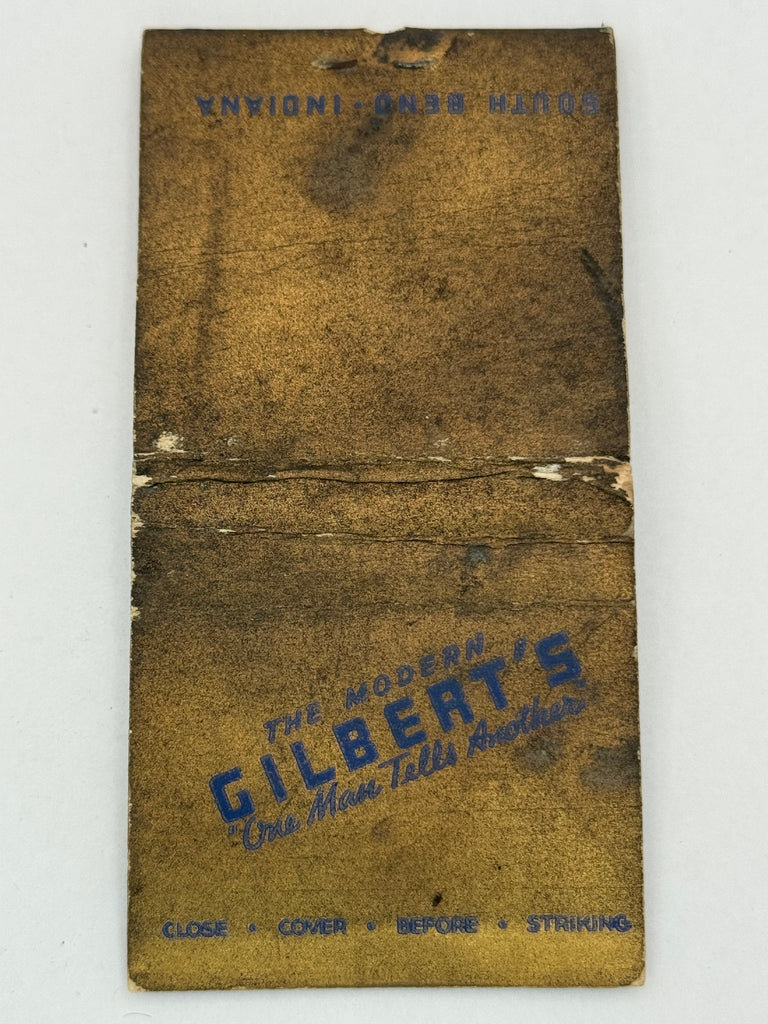 SOUTH BEND · INDIANA
THE MODERN
GILBERT'S
"One Man Tells Another"
CLOSE · COVER · BEFORE · STRIKING